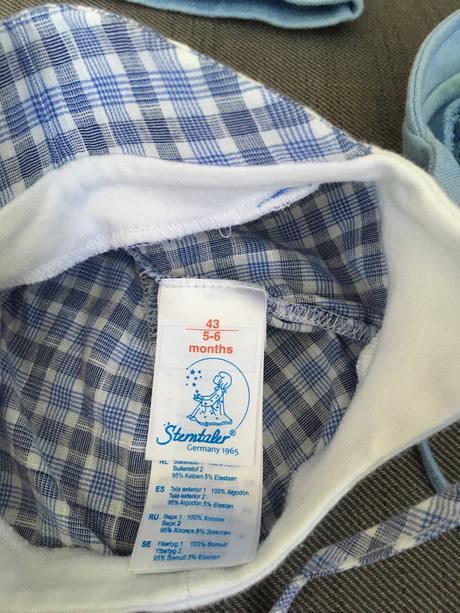 43
5-6
months
Sterntaler®
Germany 1965
NL
Buitenstof 2
95% Katoen 5% Elastaan
ES Tela exterior 1 100% Algodón
Tela exterior 2
95% Algodón 5% Elastan
RU Верх 1 100% Хлопок
Верх 2
95% Хлопок 5% Эластан
SE Yttertyg 1 100% Bomull
Yttertyg 2
95% Bomull 5% Elastan